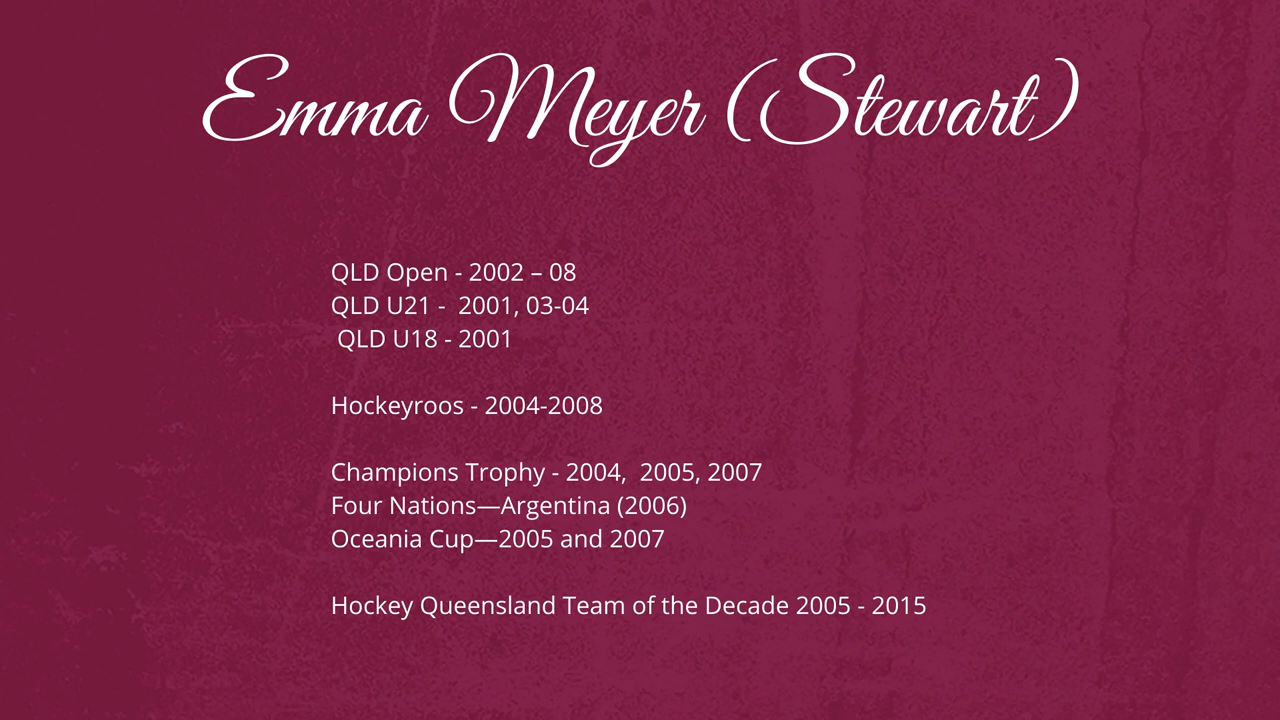 Emma Meyer (Stewart)
QLD Open - 2002 – 08
QLD U21 -  2001, 03-04
QLD U18 - 2001
Hockeyroos - 2004-2008
Champions Trophy - 2004,  2005, 2007
Four Nations—Argentina (2006)
Oceania Cup—2005 and 2007
Hockey Queensland Team of the Decade 2005 - 2015